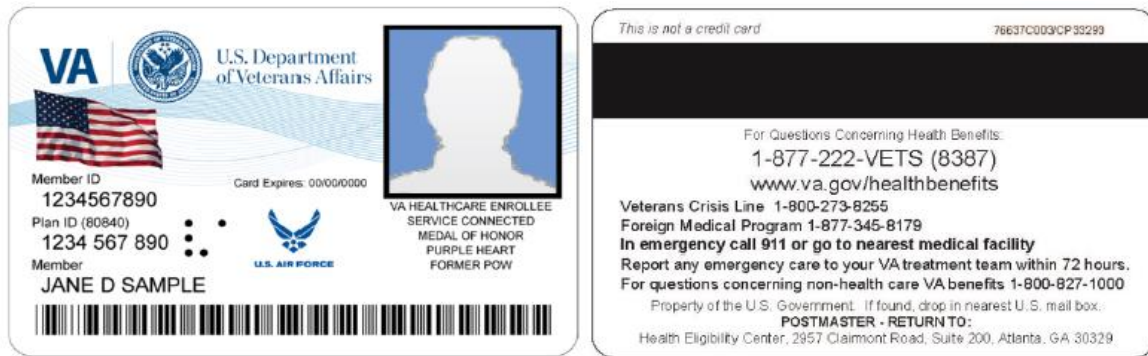 VA
U.S. Department
of Veterans Affairs
Member ID
1234567890
Card Expires: 00/00/0000
Plan ID (80840)
1234 567 890
U.S. AIR FORCE
Member
JANE D SAMPLE
VA HEALTHCARE ENROLLEE
SERVICE CONNECTED
MEDAL OF HONOR
PURPLE HEART
FORMER POW
This is not a credit card
76637C003/CP33293
For Questions Concerning Health Benefits:
1-877-222-VETS (8387)
www.va.gov/healthbenefits
Veterans Crisis Line 1-800-273-8255
Foreign Medical Program 1-877-345-8179
In emergency call 911 or go to nearest medical facility
Report any emergency care to your VA treatment team within 72 hours.
For questions concerning non-health care VA benefits 1-800-827-1000
Property of the U.S. Government. If found, drop in nearest U.S. mail box.
POSTMASTER - RETURN TO:
Health Eligibility Center, 2957 Clairmont Road, Suite 200, Atlanta, GA 30329